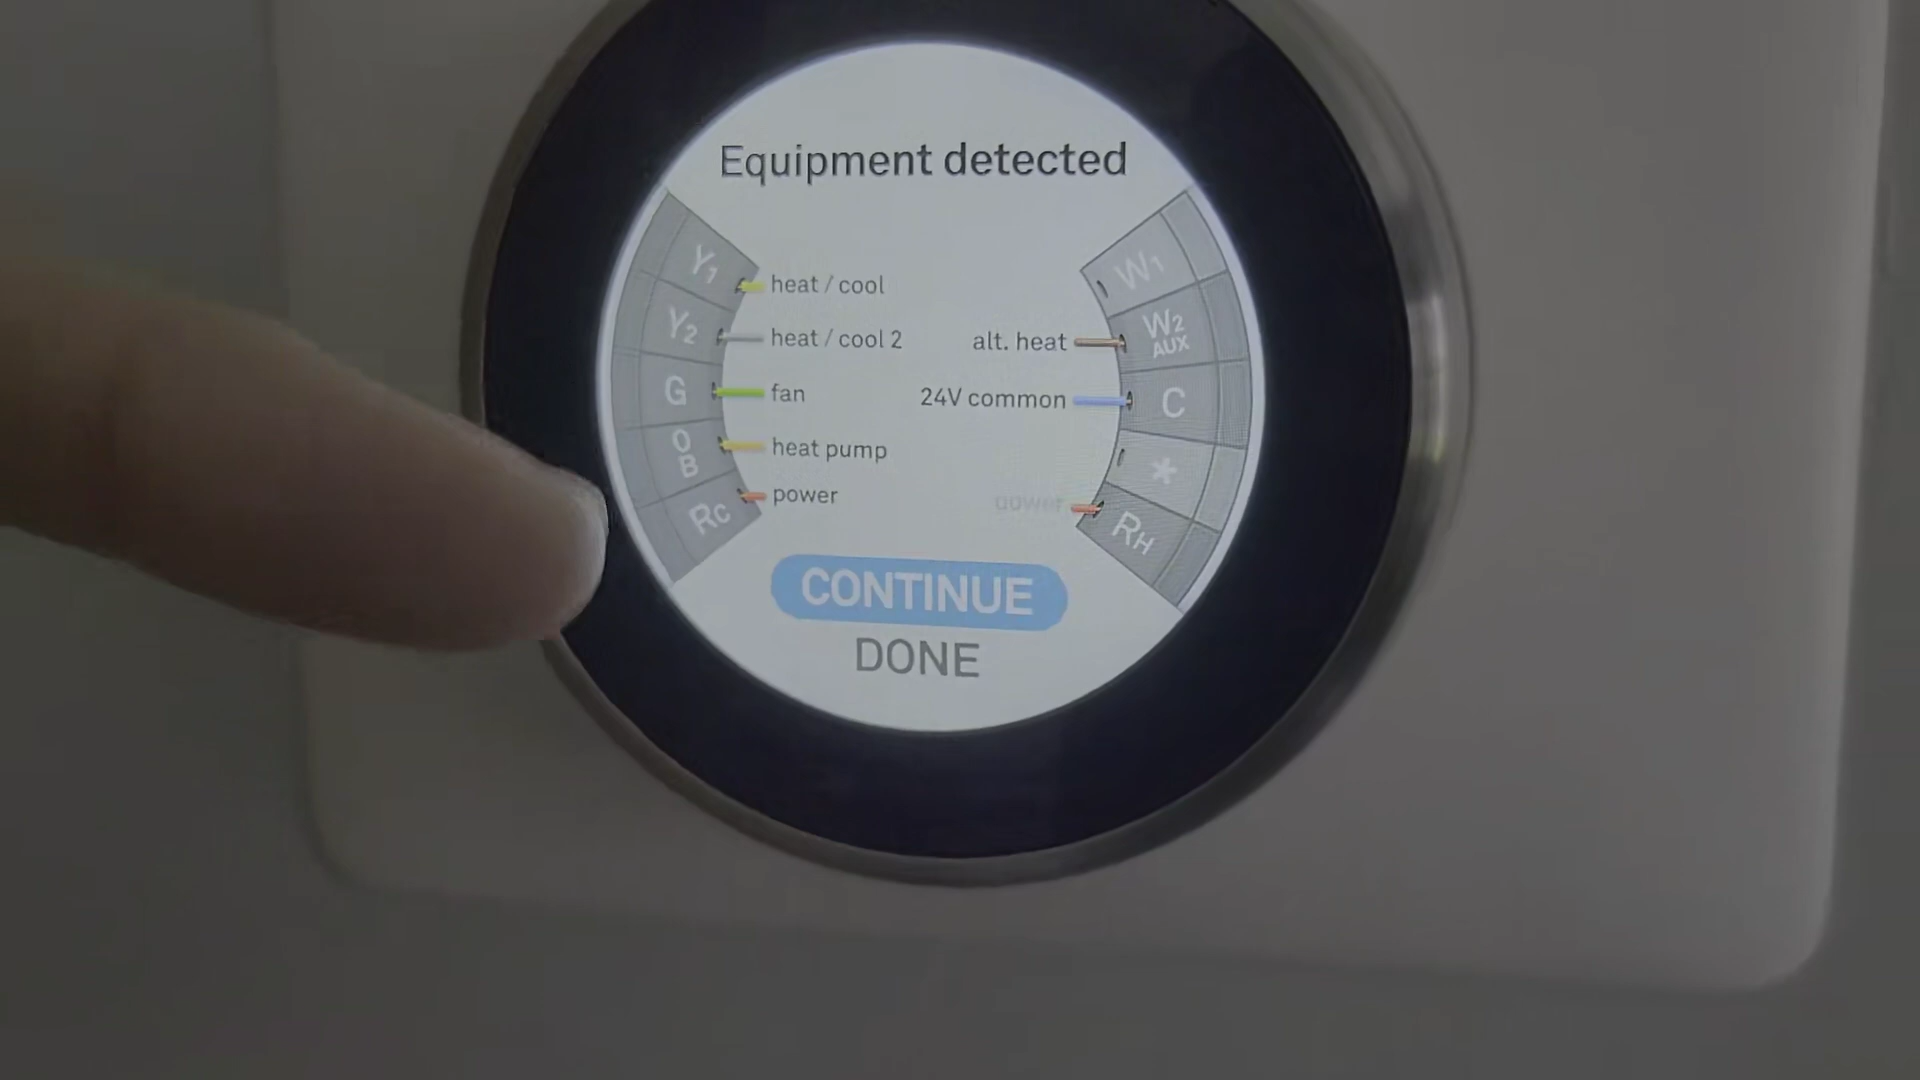 Equipment detected
Y1 heat / cool
Y2 heat / cool 2
G fan
O
B heat pump
Rc power
W1
alt. heat W2
AUX
24V common C
*
power RH
CONTINUE
DONE